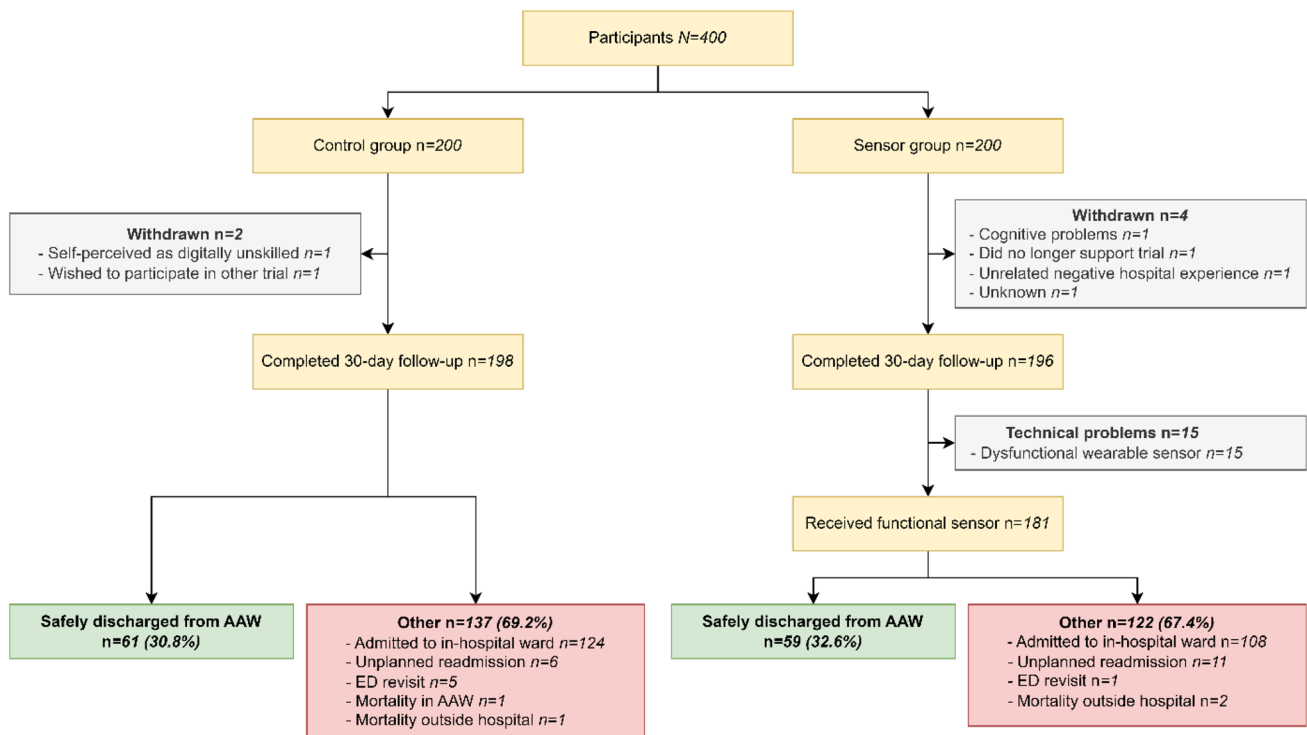 Participants N=400
Control group n=200
Sensor group n=200
Withdrawn n=2
- Self-perceived as digitally unskilled n=1
- Wished to participate in other trial n=1
Withdrawn n=4
- Cognitive problems n=1
- Did no longer support trial n=1
- Unrelated negative hospital experience n=1
- Unknown n=1
Completed 30-day follow-up n=198
Completed 30-day follow-up n=196
Technical problems n=15
- Dysfunctional wearable sensor n=15
Received functional sensor n=181
Safely discharged from AAW
n=61 (30.8%)
Other n=137 (69.2%)
- Admitted to in-hospital ward n=124
- Unplanned readmission n=6
- ED revisit n=5
- Mortality in AAW n=1
- Mortality outside hospital n=1
Safely discharged from AAW
n=59 (32.6%)
Other n=122 (67.4%)
- Admitted to in-hospital ward n=108
- Unplanned readmission n=11
- ED revisit n=1
- Mortality outside hospital n=2